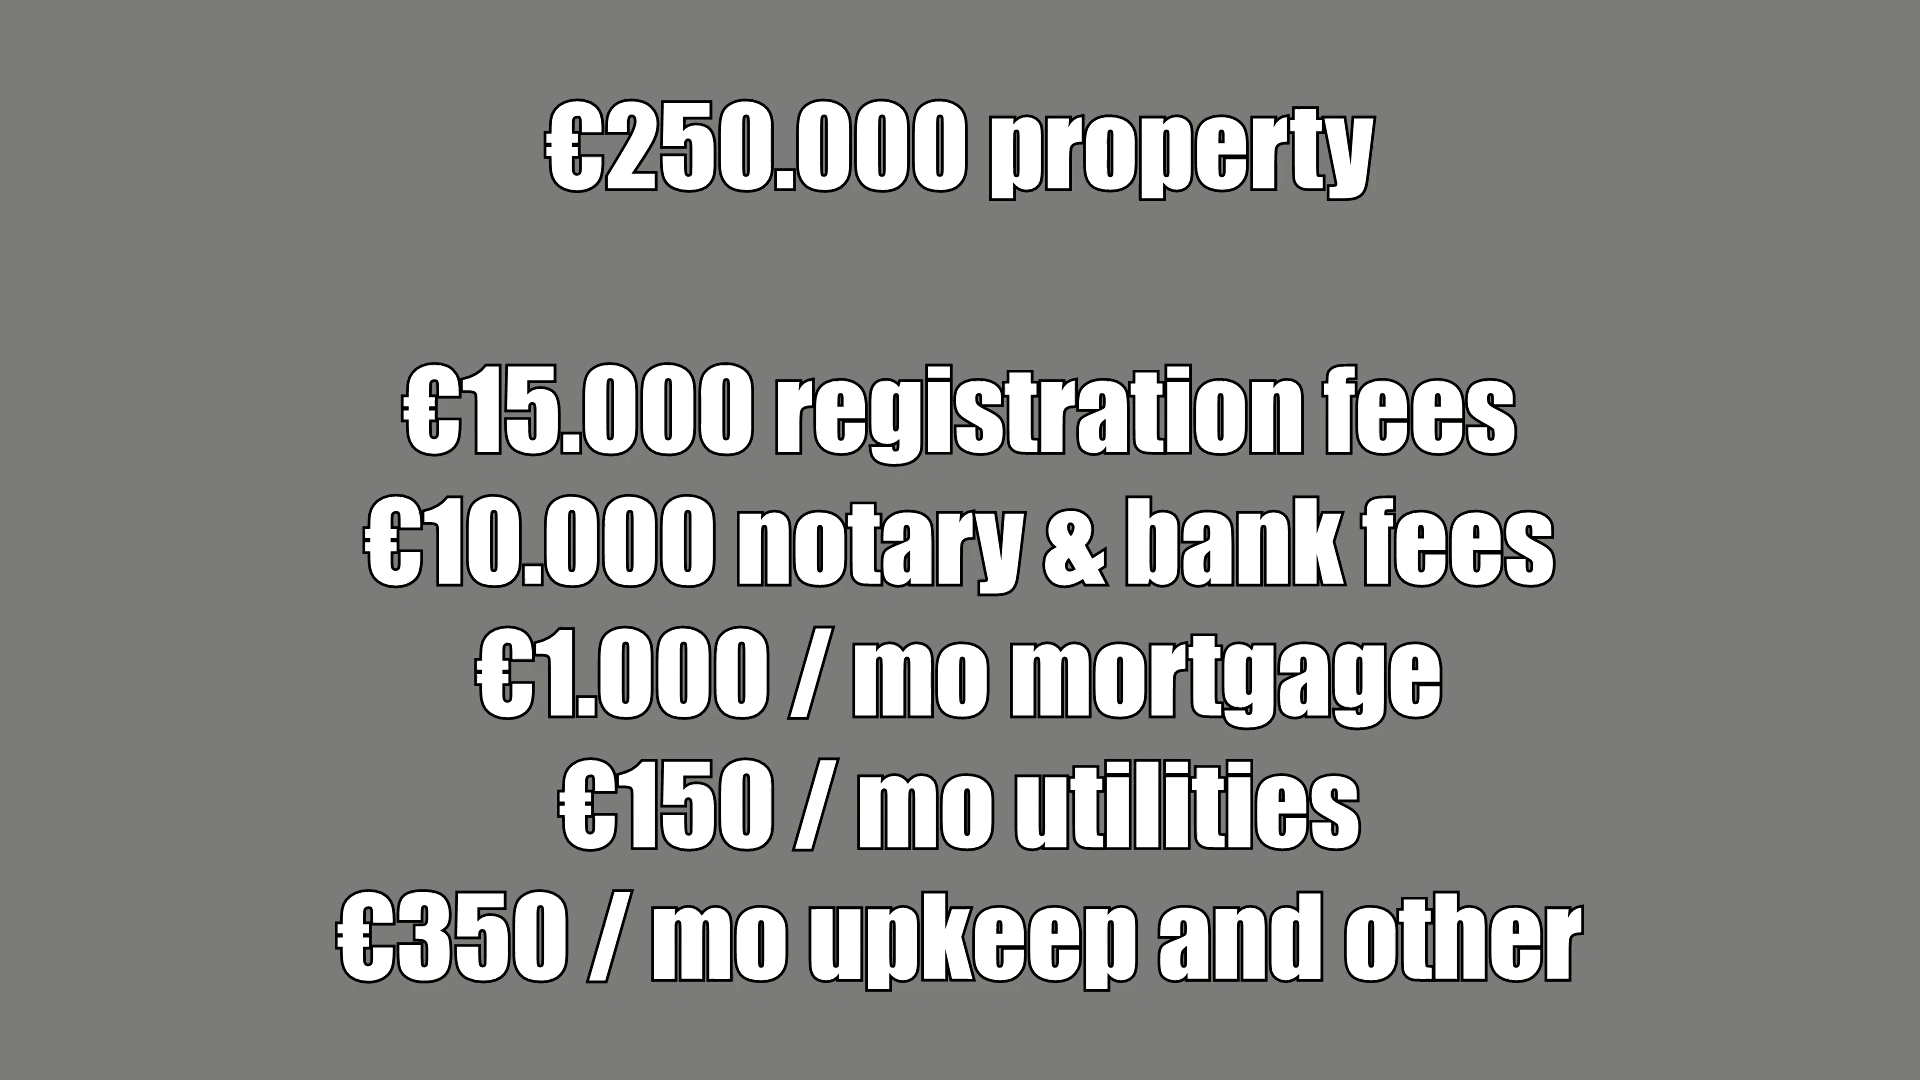 €250.000 property
€15.000 registration fees
€10.000 notary & bank fees
€1.000 / mo mortgage
€150 / mo utilities
€350 / mo upkeep and other